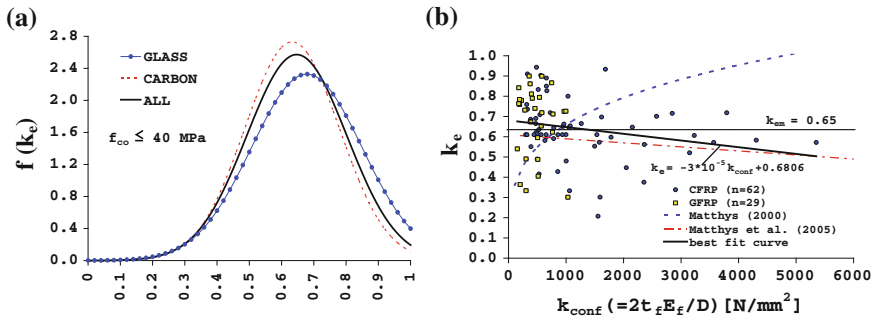 (a)
f (ke)
2.8
2.4
2.0
1.6
1.2
0.8
0.4
0.0
GLASS
CARBON
ALL
fco ≤ 40 MPa
0
0.1
0.2
0.3
0.4
0.5
0.6
0.7
0.8
0.9
1
(b)
ke
1.0
0.9
0.8
0.7
0.6
0.5
0.4
0.3
0.2
0.1
0.0
kem = 0.65
ke = -3*10^-5kconf+0.6806
CFRP (n=62)
GFRP (n=29)
Matthys (2000)
Matthys et al. (2005)
best fit curve
0
1000
2000
3000
4000
5000
6000
kconf(=2tfEf/D)[N/mm²]